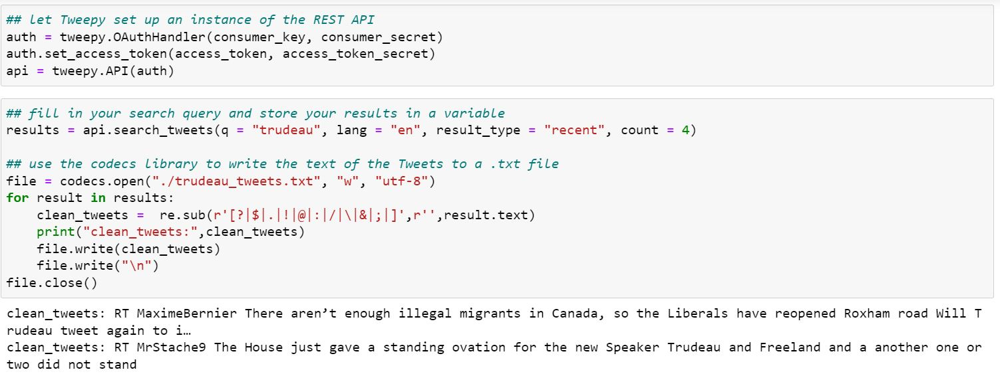 ## let Tweepy set up an instance of the REST API
auth = tweepy.OAuthHandler(consumer_key, consumer_secret)
auth.set_access_token(access_token, access_token_secret)
api = tweepy.API(auth)
## fill in your search query and store your results in a variable
results = api.search_tweets(q = "trudeau", lang = "en", result_type = "recent", count = 4)
## use the codecs library to write the text of the Tweets to a .txt file
file = codecs.open("./trudeau_tweets.txt", "w", "utf-8")
for result in results:
    clean_tweets =  re.sub(r'[?|$|.|!|@|:|/|\|&|;|]',r'',result.text)
    print("clean_tweets:",clean_tweets)
    file.write(clean_tweets)
    file.write("\n")
file.close()
clean_tweets: RT MaximeBernier There aren’t enough illegal migrants in Canada, so the Liberals have reopened Roxham road Will T
rudeau tweet again to i…
clean_tweets: RT MrStache9 The House just gave a standing ovation for the new Speaker Trudeau and Freeland and a another one or
two did not stand